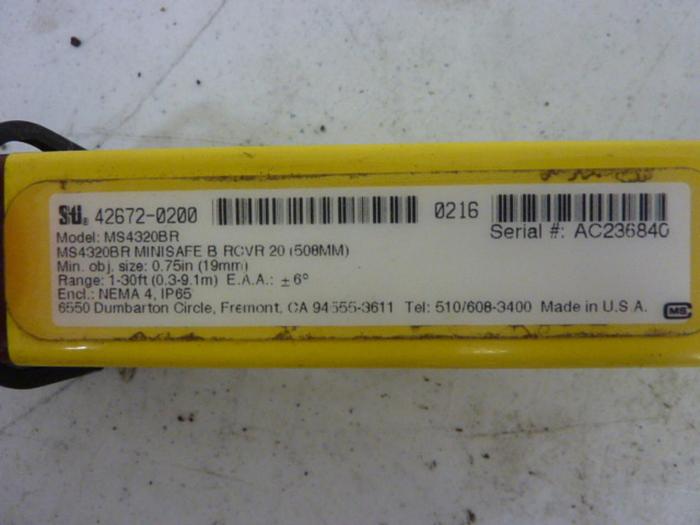 STI® 42672-0200 0216
Serial #: AC236840
Model: MS4320BR
MS4320BR MINISAFE B RCVR 20 (508MM)
Min. obj. size: 0.75in (19mm)
Range: 1-30ft (0.3-9.1m) E.A.A.: ±6°
Encl.: NEMA 4, IP65
6550 Dumbarton Circle, Fremont, CA 94555-3611 Tel: 510/608-3400 Made in U.S.A.
CMS